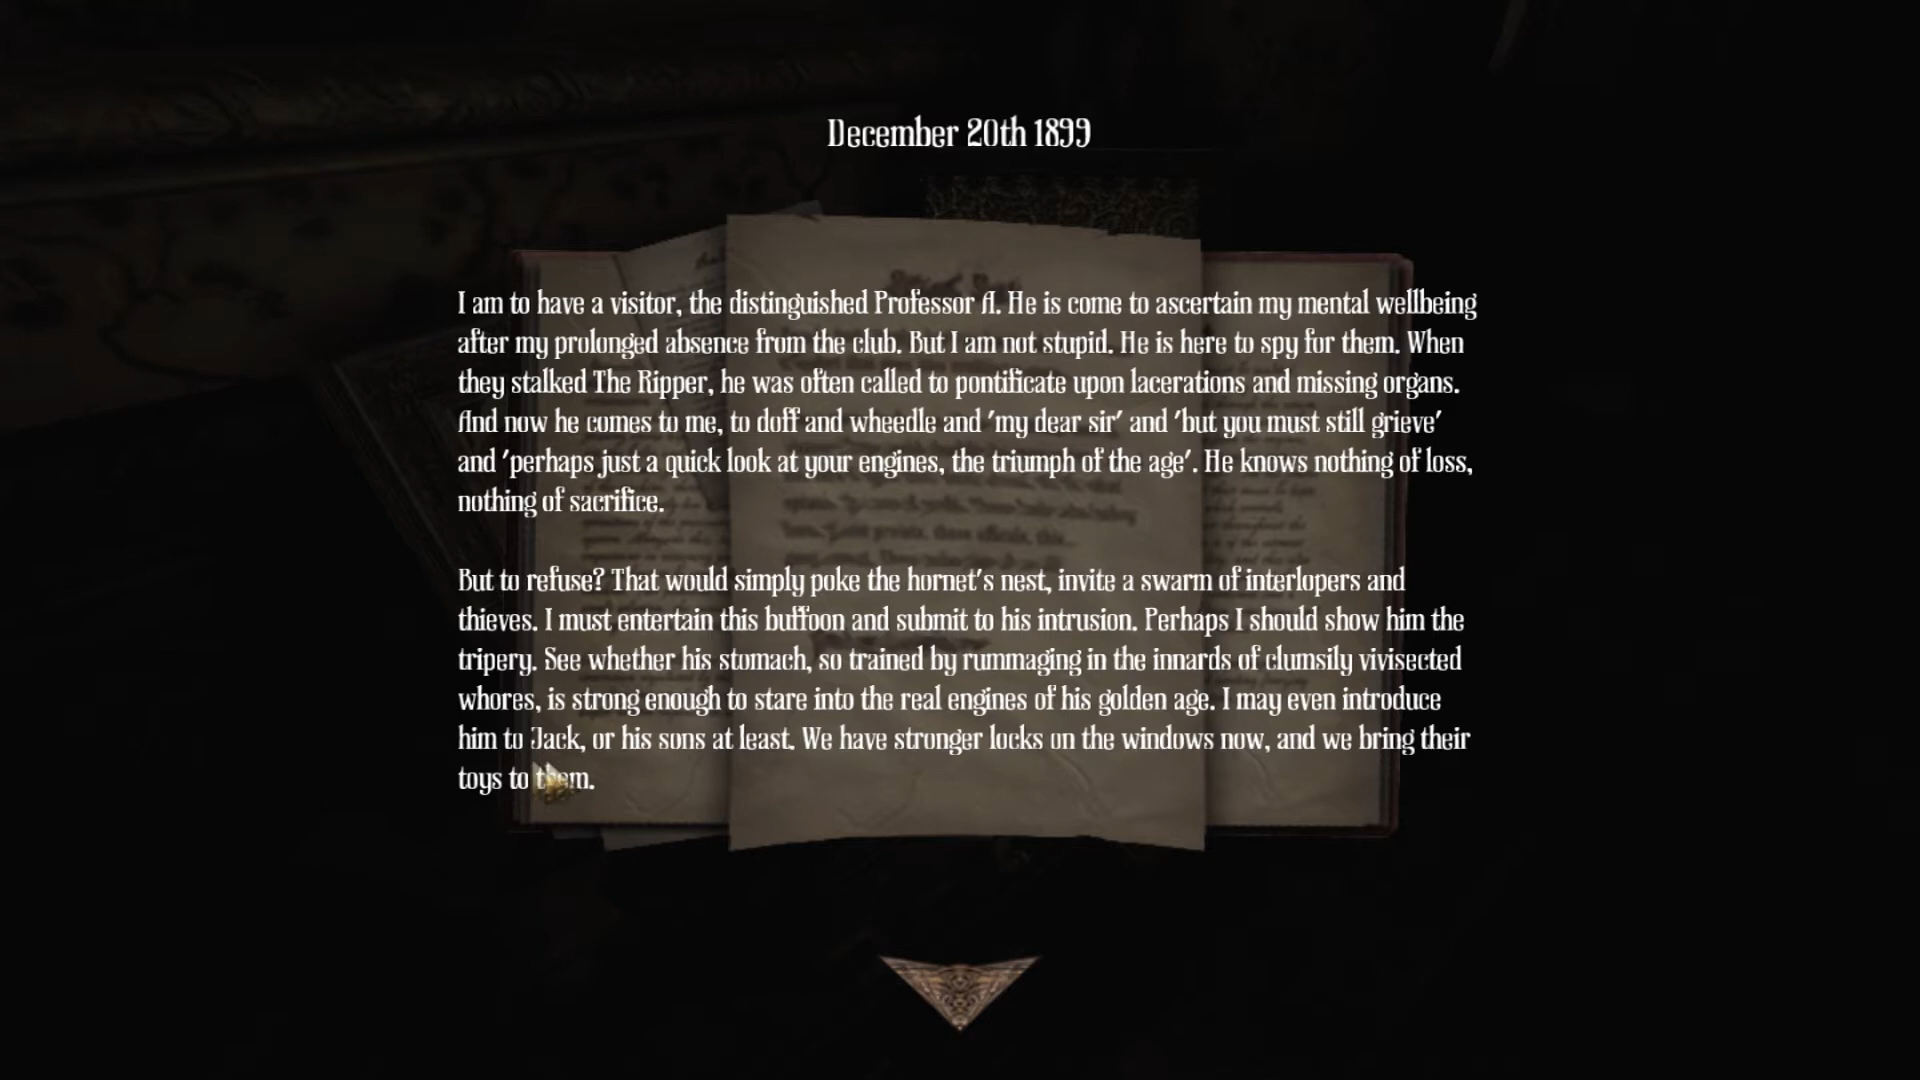 December 20th 1899
I am to have a visitor, the distinguished Professor A. He is come to ascertain my mental wellbeing
after my prolonged absence from the club. But I am not stupid. He is here to spy for them. When
they stalked The Ripper, he was often called to pontificate upon lacerations and missing organs.
And now he comes to me, to doff and wheedle and 'my dear sir' and 'but you must still grieve'
and 'perhaps just a quick look at your engines, the triumph of the age'. He knows nothing of loss,
nothing of sacrifice.
But to refuse? That would simply poke the hornet's nest, invite a swarm of interlopers and
thieves. I must entertain this buffoon and submit to his intrusion. Perhaps I should show him the
tripery. See whether his stomach, so trained by rummaging in the innards of clumsily vivisected
whores, is strong enough to stare into the real engines of his golden age. I may even introduce
him to Jack, or his sons at least. We have stronger locks on the windows now, and we bring their
toys to them.